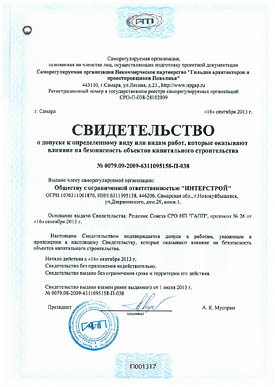 Саморегулируемая организация,
основанная на членстве лиц, осуществляющих подготовку проектной документации
Саморегулируемая организация Некоммерческое партнерство "Гильдия архитекторов и
проектировщиков Поволжья"
443110, г.Самара, ул.Лесная, д.23, http://www.npgap.ru
Регистрационный номер в государственном реестре саморегулируемых организаций
СРО-П-038-28102009
г. Самара «16» сентября 2013 г.
СВИДЕТЕЛЬСТВО
о допуске к определенному виду или видам работ, которые оказывают
влияние на безопасность объектов капитального строительства
№ 0079.09-2009-6311095158-П-038
Выдано члену саморегулируемой организации:
Обществу с ограниченной ответственностью "ИНТЕРСТРОЙ"
ОГРН 1076311001876, ИНН 6311095158, 446206, Самарская обл., г.Новокуйбышевск,
ул.Дзержинского, дом 29, комн.1.
Основание выдачи Свидетельства: Решение Совета СРО НП "ГАПП", протокол № 26 от
«16» сентября 2013 г.
Настоящим Свидетельством подтверждается допуск к работам, указанным в
приложении к настоящему Свидетельству, которые оказывают влияние на безопасность
объектов капитального строительства.
Начало действия с «16» сентября 2013 г.
Свидетельство без приложения недействительно.
Свидетельство выдано без ограничения срока и территории его действия.
Свидетельство выдано взамен ранее выданного от 1 июля 2013 г.
№ 0078.08-2009-6311095158-П-038
Президент А. К. Мусорин
П001317